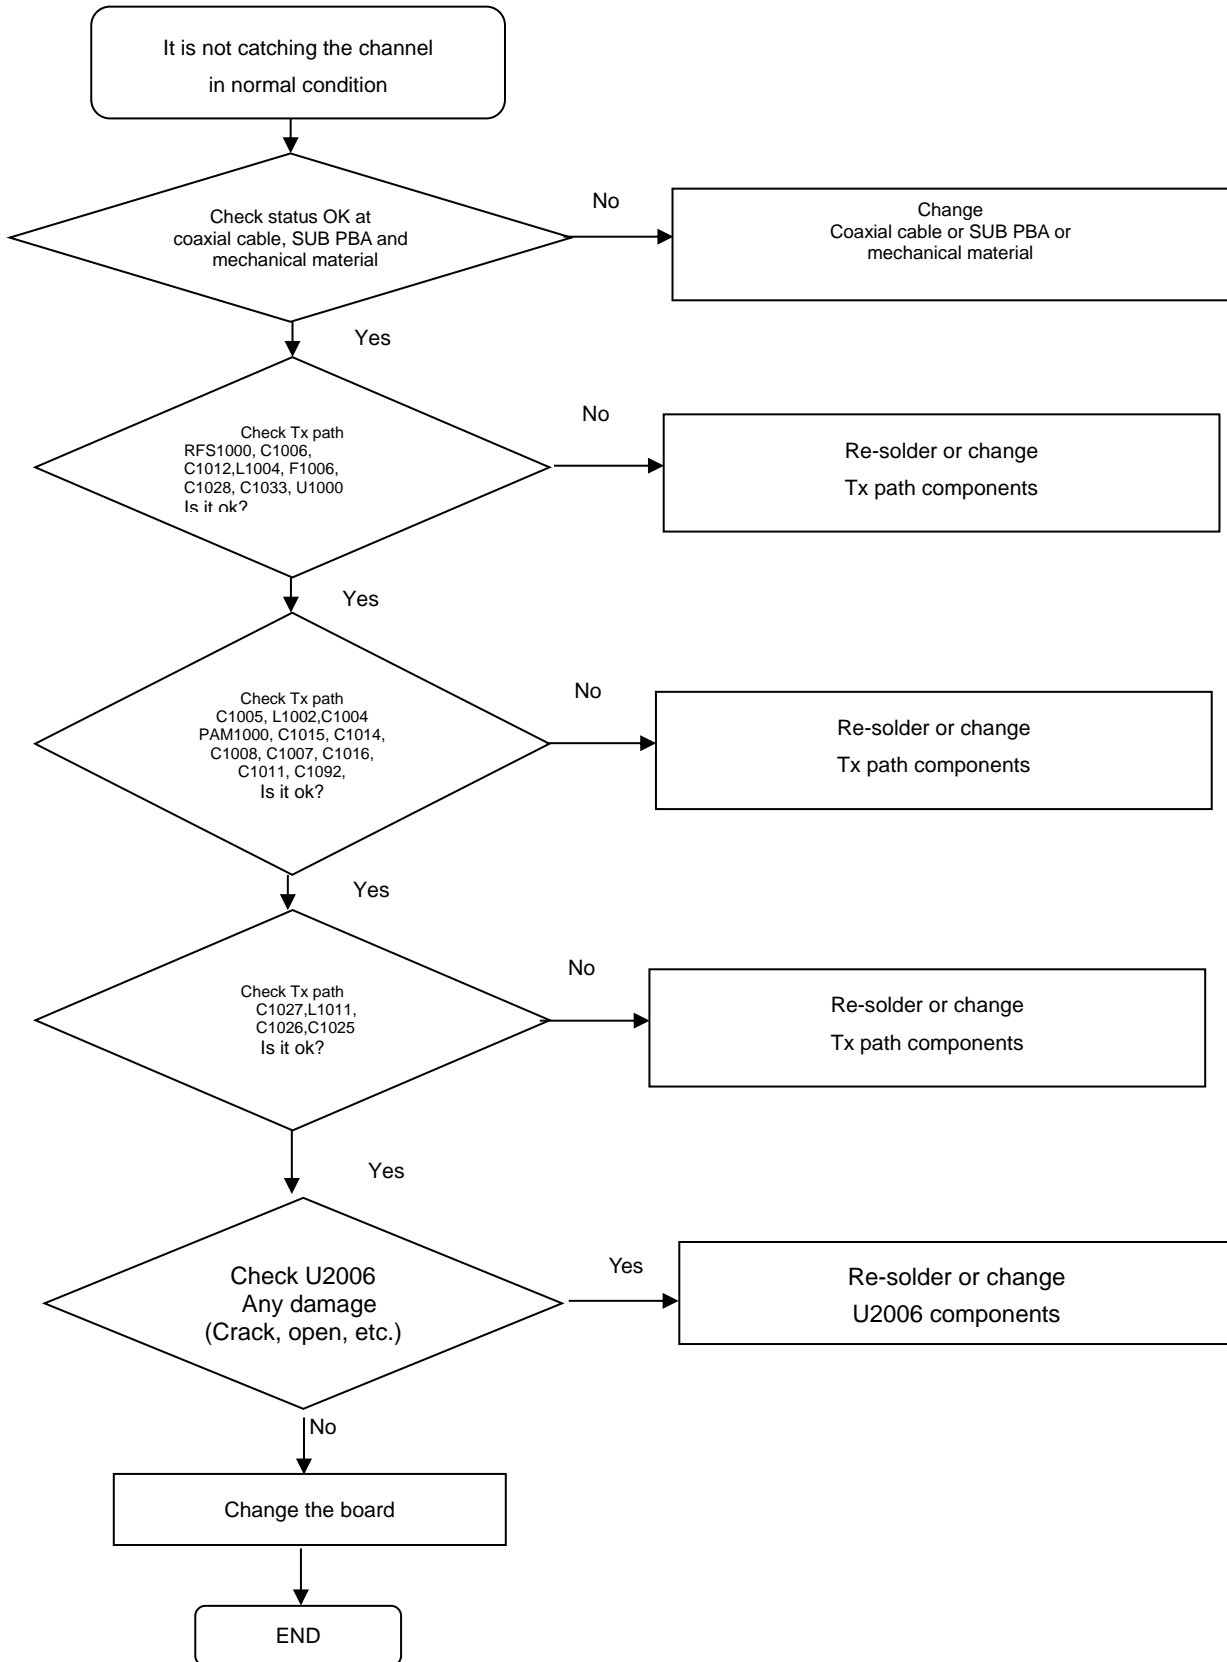 It is not catching the channel
in normal condition
Check status OK at
coaxial cable, SUB PBA and
mechanical material
No
Change
Coaxial cable or SUB PBA or
mechanical material
Yes
Check Tx path
RFS1000, C1006,
C1012,L1004, F1006,
C1028, C1033, U1000
Is it ok?
No
Re-solder or change
Tx path components
Yes
Check Tx path
C1005, L1002,C1004
PAM1000, C1015, C1014,
C1008, C1007, C1016,
C1011, C1092,
Is it ok?
No
Re-solder or change
Tx path components
Yes
Check Tx path
C1027,L1011,
C1026,C1025
Is it ok?
No
Re-solder or change
Tx path components
Yes
Check U2006
Any damage
(Crack, open, etc.)
Yes
Re-solder or change
U2006 components
No
Change the board
END